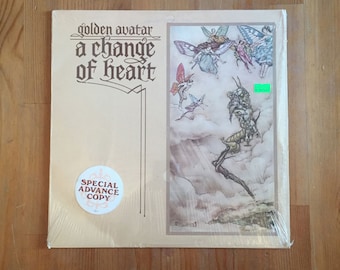 golden avatar
a change
of heart
SPECIAL
ADVANCE
COPY